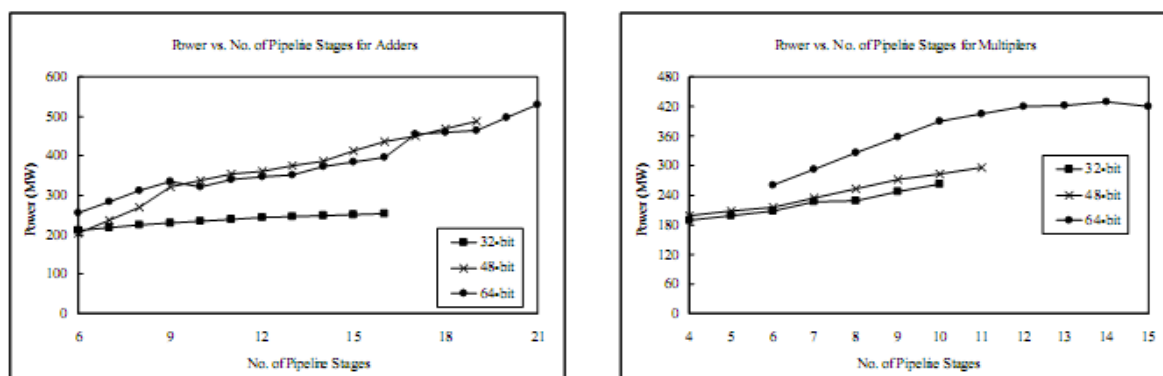 Power vs. No. of Pipeline Stages for Adders
600
500
400
300
200
100
0
Power (MW)
6 9 12 15 18 21
No. of Pipeline Stages
32-bit
48-bit
64-bit
Power vs. No. of Pipeline Stages for Multipliers
480
420
360
300
240
180
120
60
0
Power (MW)
4 5 6 7 8 9 10 11 12 13 14 15
No. of Pipeline Stages
32-bit
48-bit
64-bit